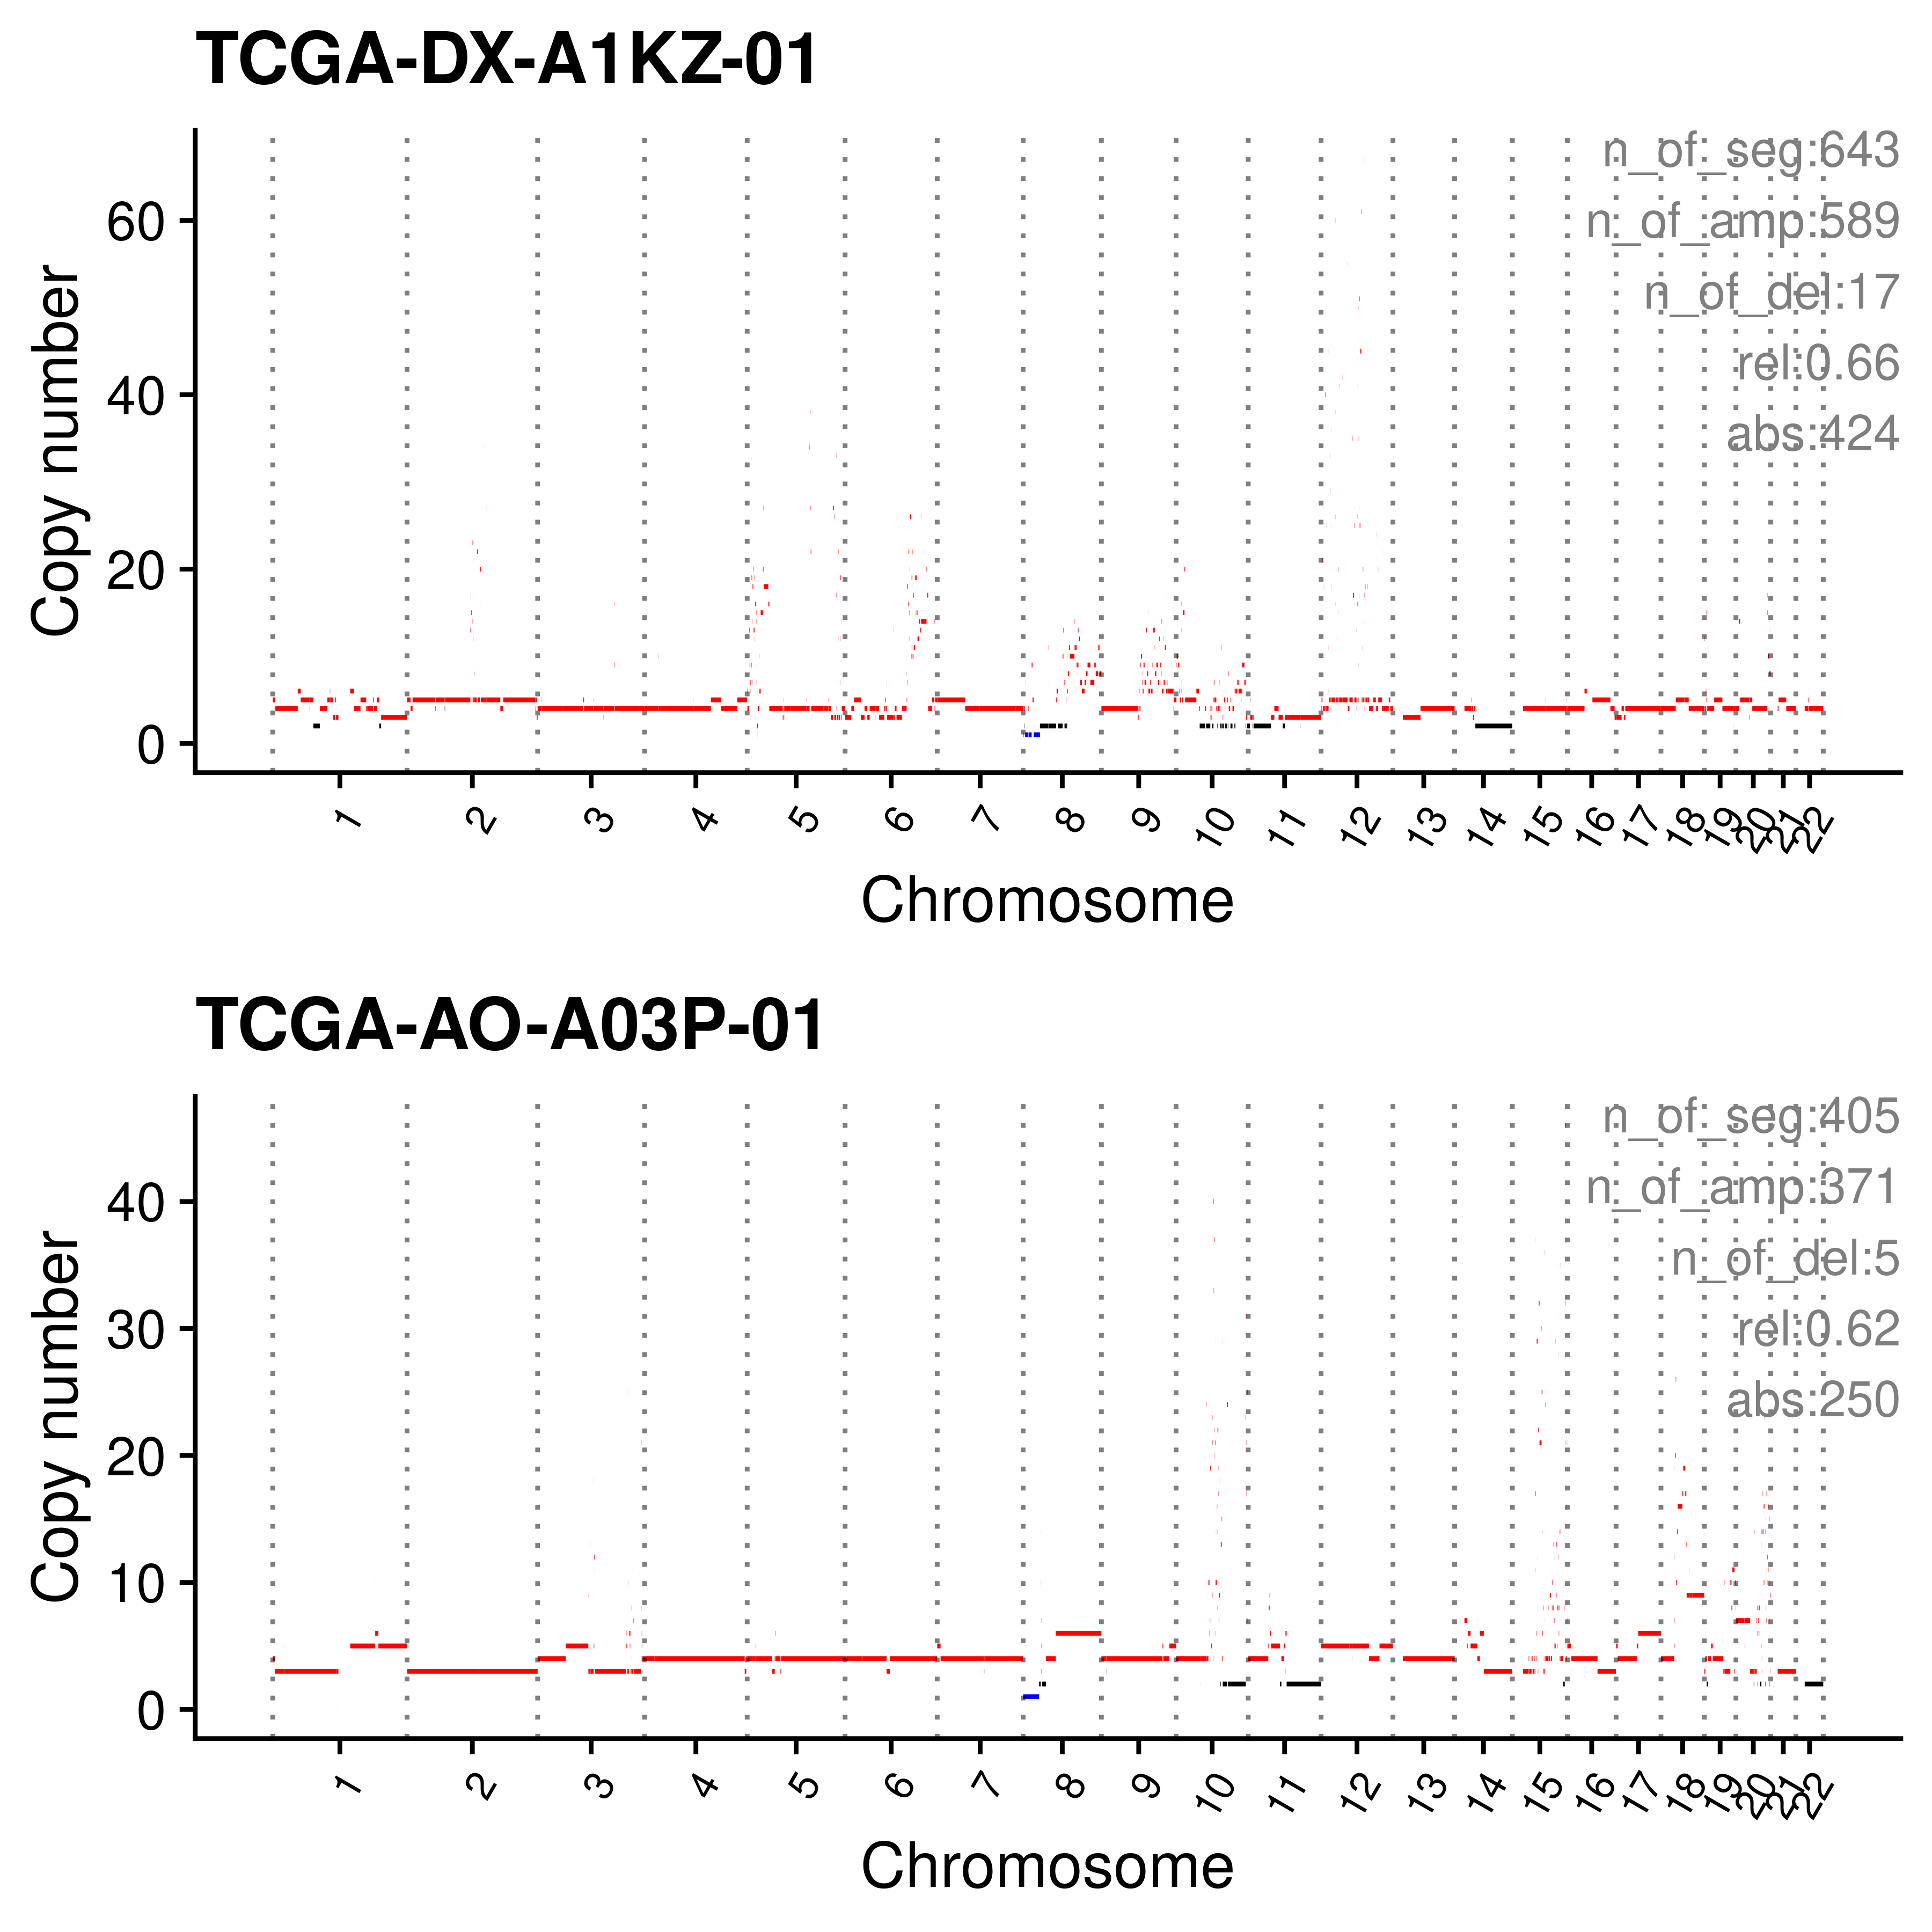 TCGA-DX-A1KZ-01
n_of_seg:643
n_of_amp:589
n_of_del:17
rel:0.66
abs:424
60
40
20
0
Copy number
1 2 3 4 5 6 7 8 9 10 11 12 13 14 15 16 17 18 19 20 21 22
Chromosome
TCGA-AO-A03P-01
n_of_seg:405
n_of_amp:371
n_of_del:5
rel:0.62
abs:250
40
30
20
10
0
Copy number
1 2 3 4 5 6 7 8 9 10 11 12 13 14 15 16 17 18 19 20 21 22
Chromosome